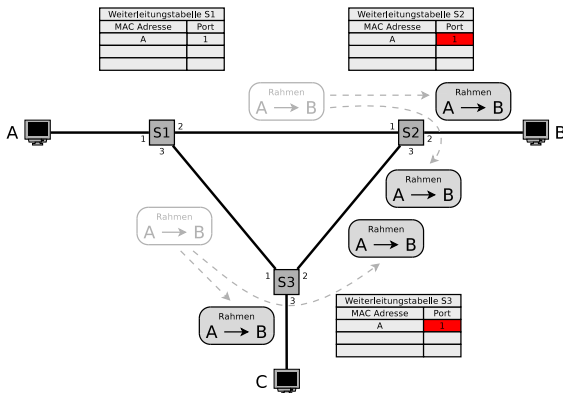 Weiterleitungstabelle S1
MAC Adresse Port
A 1
Weiterleitungstabelle S2
MAC Adresse Port
A 1
Rahmen
A → B
Rahmen
A → B
A
1
S1
2
3
1
S2
2
3
B
Rahmen
A → B
Rahmen
A → B
Rahmen
A → B
1
S3
2
3
Rahmen
A → B
Weiterleitungstabelle S3
MAC Adresse Port
A 1
C